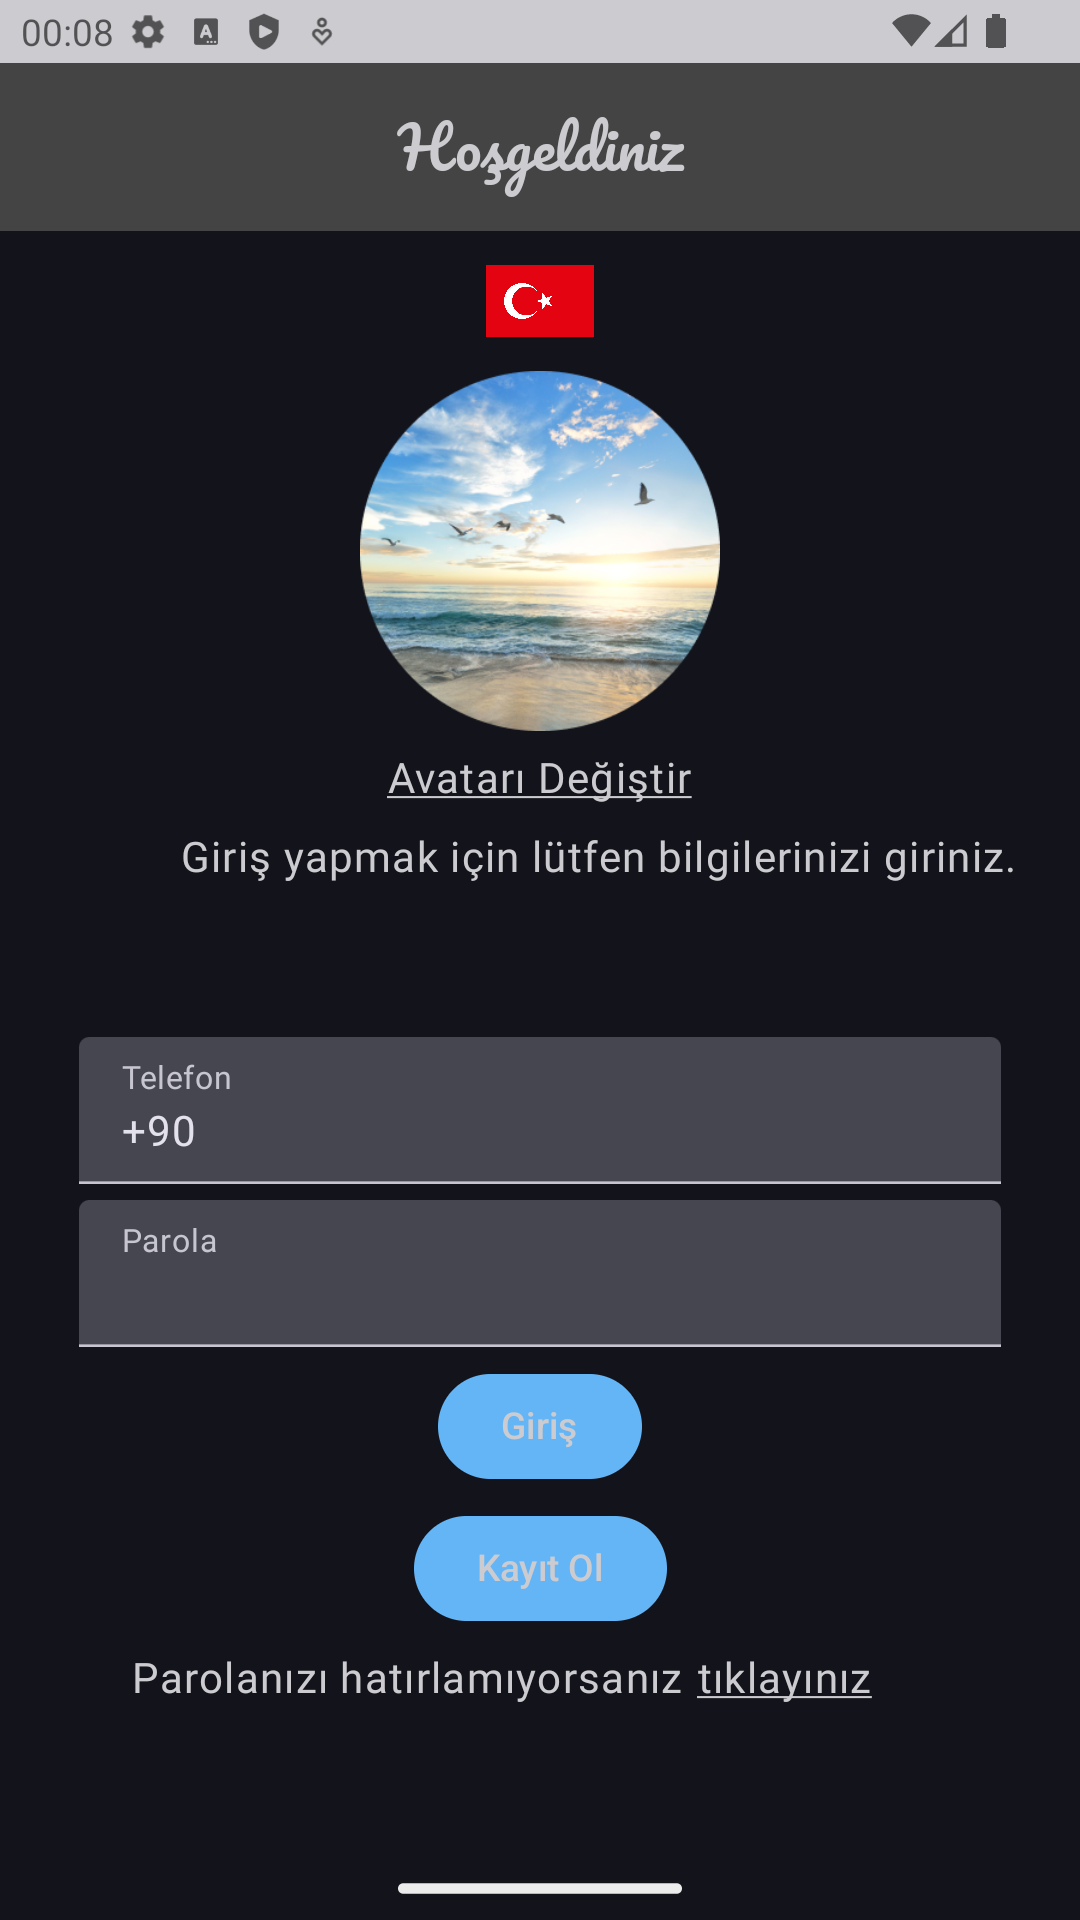 00:08
Hoşgeldiniz
Avatarı Değiştir
Giriş yapmak için lütfen bilgilerinizi giriniz.
Telefon
+90
Parola
Giriş
Kayıt Ol
Parolanızı hatırlamıyorsanız tıklayınız